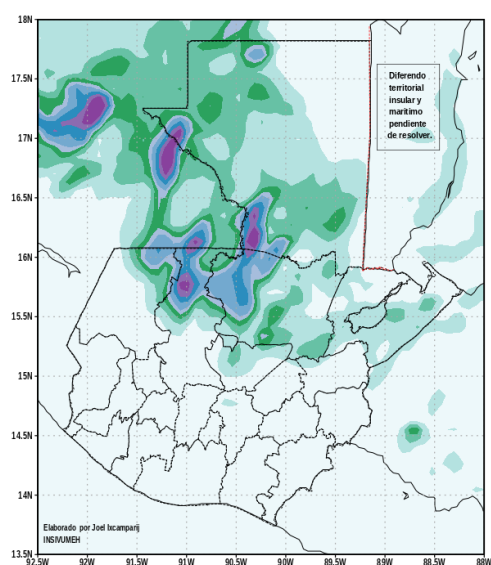 18N
17.5N
17N
16.5N
16N
15.5N
15N
14.5N
14N
13.5N
Diferendo
territorial
insular y
marítimo
pendiente
de resolver.
Elaborado por Joel Ixcamparij
INSIVUMEH
92.5W 92W 91.5W 91W 90.5W 90W 89.5W 89W 88.5W 88W